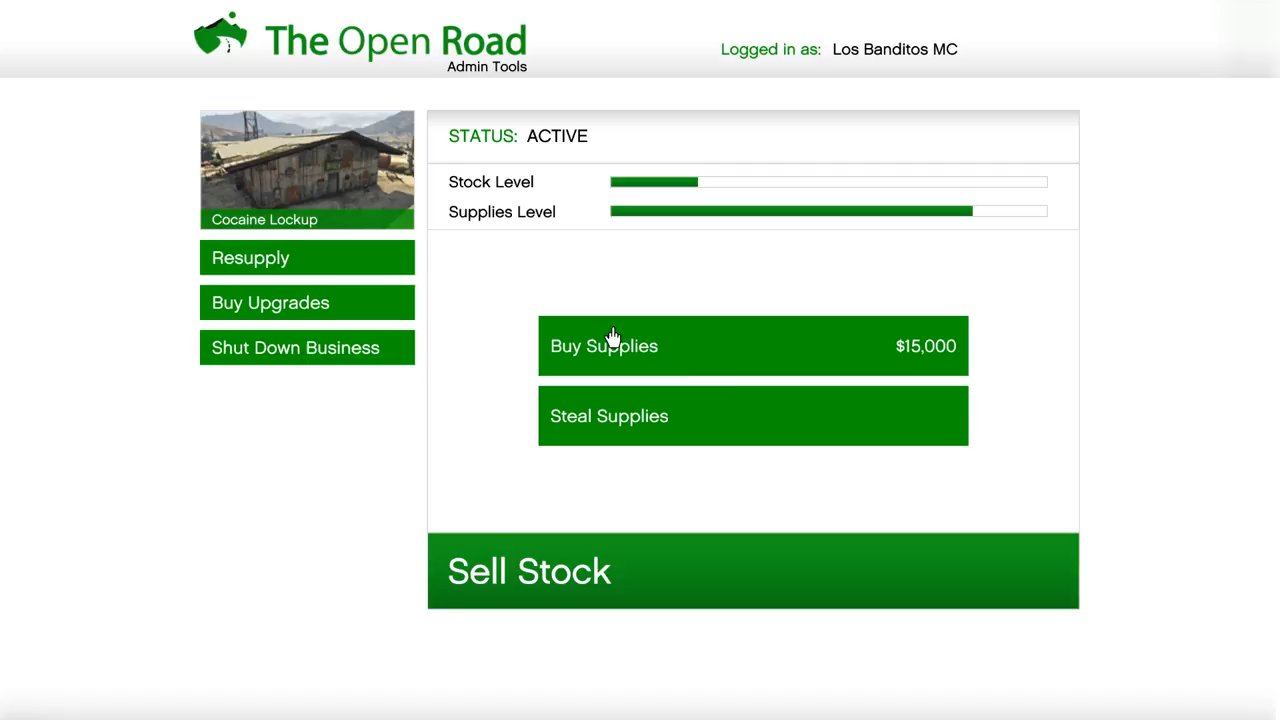 The Open Road
Admin Tools
Logged in as: Los Banditos MC
Cocaine Lockup
Resupply
Buy Upgrades
Shut Down Business
STATUS: ACTIVE
Stock Level
Supplies Level
Buy Supplies $15,000
Steal Supplies
Sell Stock